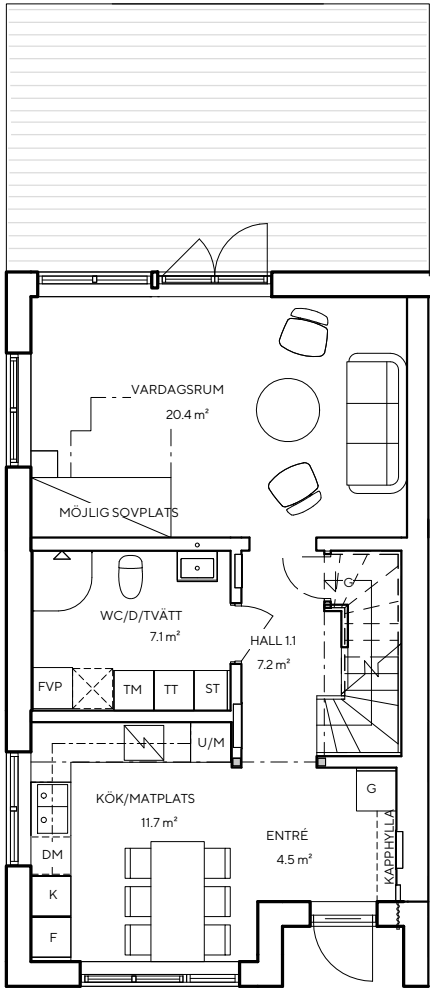 VARDAGSRUM
20.4 m²
MÖJLIG SOVPLATS
G
WC/D/TVÄTT
7.1 m²
HALL 1.1
7.2 m²
FVP
TM
TT
ST
U/M
KÖK/MATPLATS
11.7 m²
G
ENTRÉ
4.5 m²
KAPPHYLLA
DM
K
F